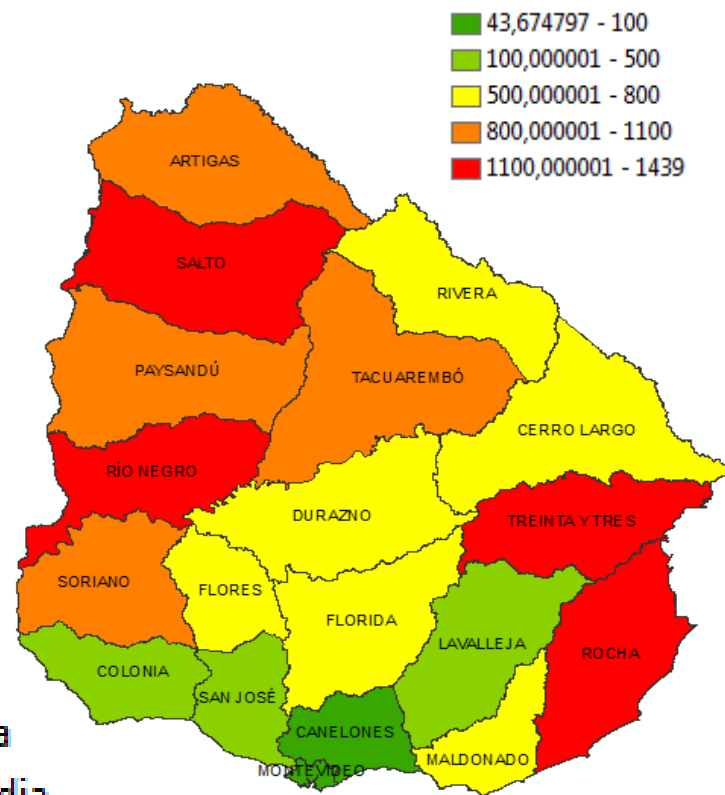 43,674797 - 100
100,000001 - 500
500,000001 - 800
800,000001 - 1100
1100,000001 - 1439
ARTIGAS
SALTO
RIVERA
PAYSANDÚ
TACUAREMBÓ
CERRO LARGO
RÍO NEGRO
DURAZNO
TREINTA Y TRES
SORIANO
FLORES
FLORIDA
LAVALLEJA
ROCHA
COLONIA
SAN JOSÉ
CANELONES
MALDONADO
MONTEVIDEO